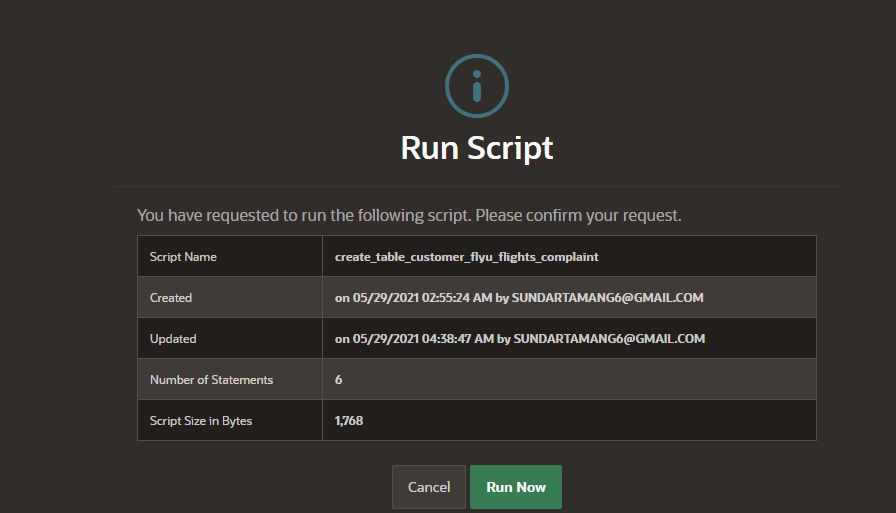 Run Script
You have requested to run the following script. Please confirm your request.
Script Name create_table_customer_flyu_flights_complaint
Created on 05/29/2021 02:55:24 AM by SUNDARTAMANG6@GMAIL.COM
Updated on 05/29/2021 04:38:47 AM by SUNDARTAMANG6@GMAIL.COM
Number of Statements 6
Script Size in Bytes 1,768
Cancel Run Now